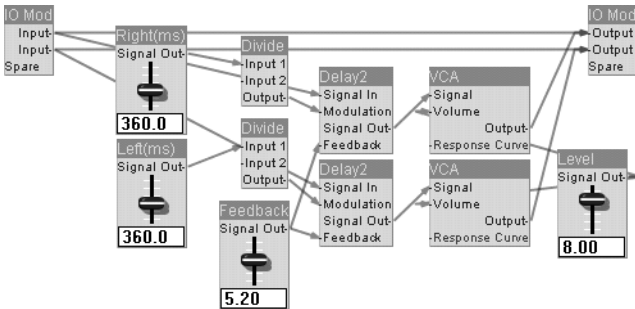 IO Mod
Input
Input
Spare
Right(ms)
Signal Out
360.0
Left(ms)
Signal Out
360.0
Divide
Input 1
Input 2
Output
Divide
Input 1
Input 2
Output
Feedback
Signal Out
5.20
Delay2
Signal In
Modulation
Signal Out
Feedback
Delay2
Signal In
Modulation
Signal Out
Feedback
VCA
Signal
Volume
Output
Response Curve
VCA
Signal
Volume
Output
Response Curve
Level
Signal Out
8.00
IO Mod
Output
Output
Spare